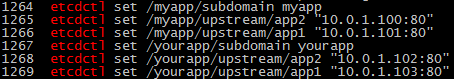 1264 etcdctl set /myapp/subdomain myapp
1265 etcdctl set /myapp/upstream/app2 "10.0.1.100:80"
1266 etcdctl set /myapp/upstream/app1 "10.0.1.101:80"
1267 etcdctl set /yourapp/subdomain yourapp
1268 etcdctl set /yourapp/upstream/app2 "10.0.1.102:80"
1269 etcdctl set /yourapp/upstream/app1 "10.0.1.103:80"